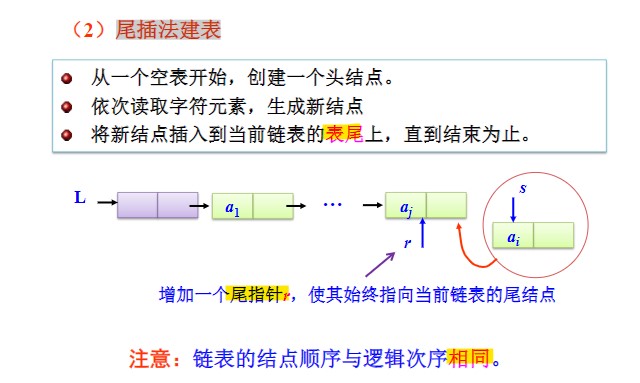 （2）尾插法建表
从一个空表开始，创建一个头结点。
依次读取字符元素，生成新结点
将新结点插入到当前链表的表尾上，直到结束为止。
L
a1
…
aj
s
ai
r
增加一个尾指针r，使其始终指向当前链表的尾结点
注意：链表的结点顺序与逻辑次序相同。